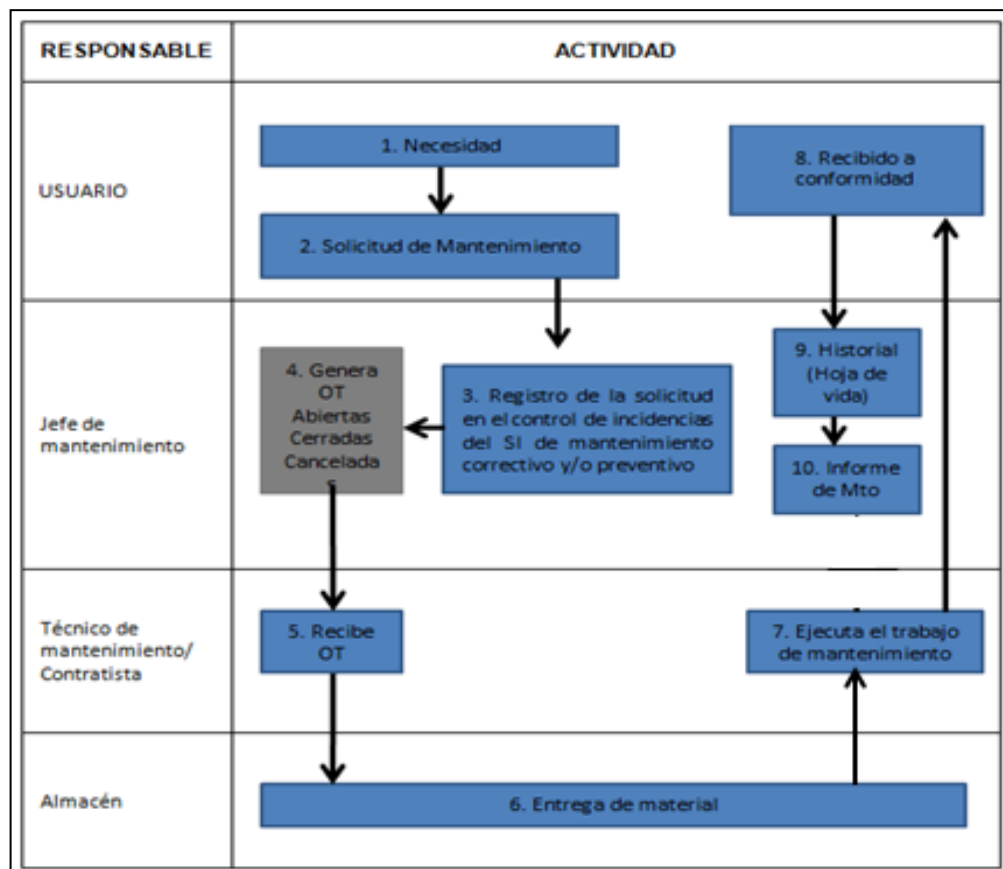 RESPONSABLE
ACTIVIDAD
USUARIO
1. Necesidad
2. Solicitud de Mantenimiento
8. Recibido a
conformidad
Jefe de
mantenimiento
4. Genera
OT
Abiertas
Cerradas
Cancelada
s
3. Registro de la solicitud
en el control de incidencias
del SI de mantenimiento
correctivo y/o preventivo
9. Historial
(Hoja de
vida)
10. Informe
de Mto
Técnico de
mantenimiento/
Contratista
5. Recibe
OT
7. Ejecuta el trabajo
de mantenimiento
Almacén
6. Entrega de material